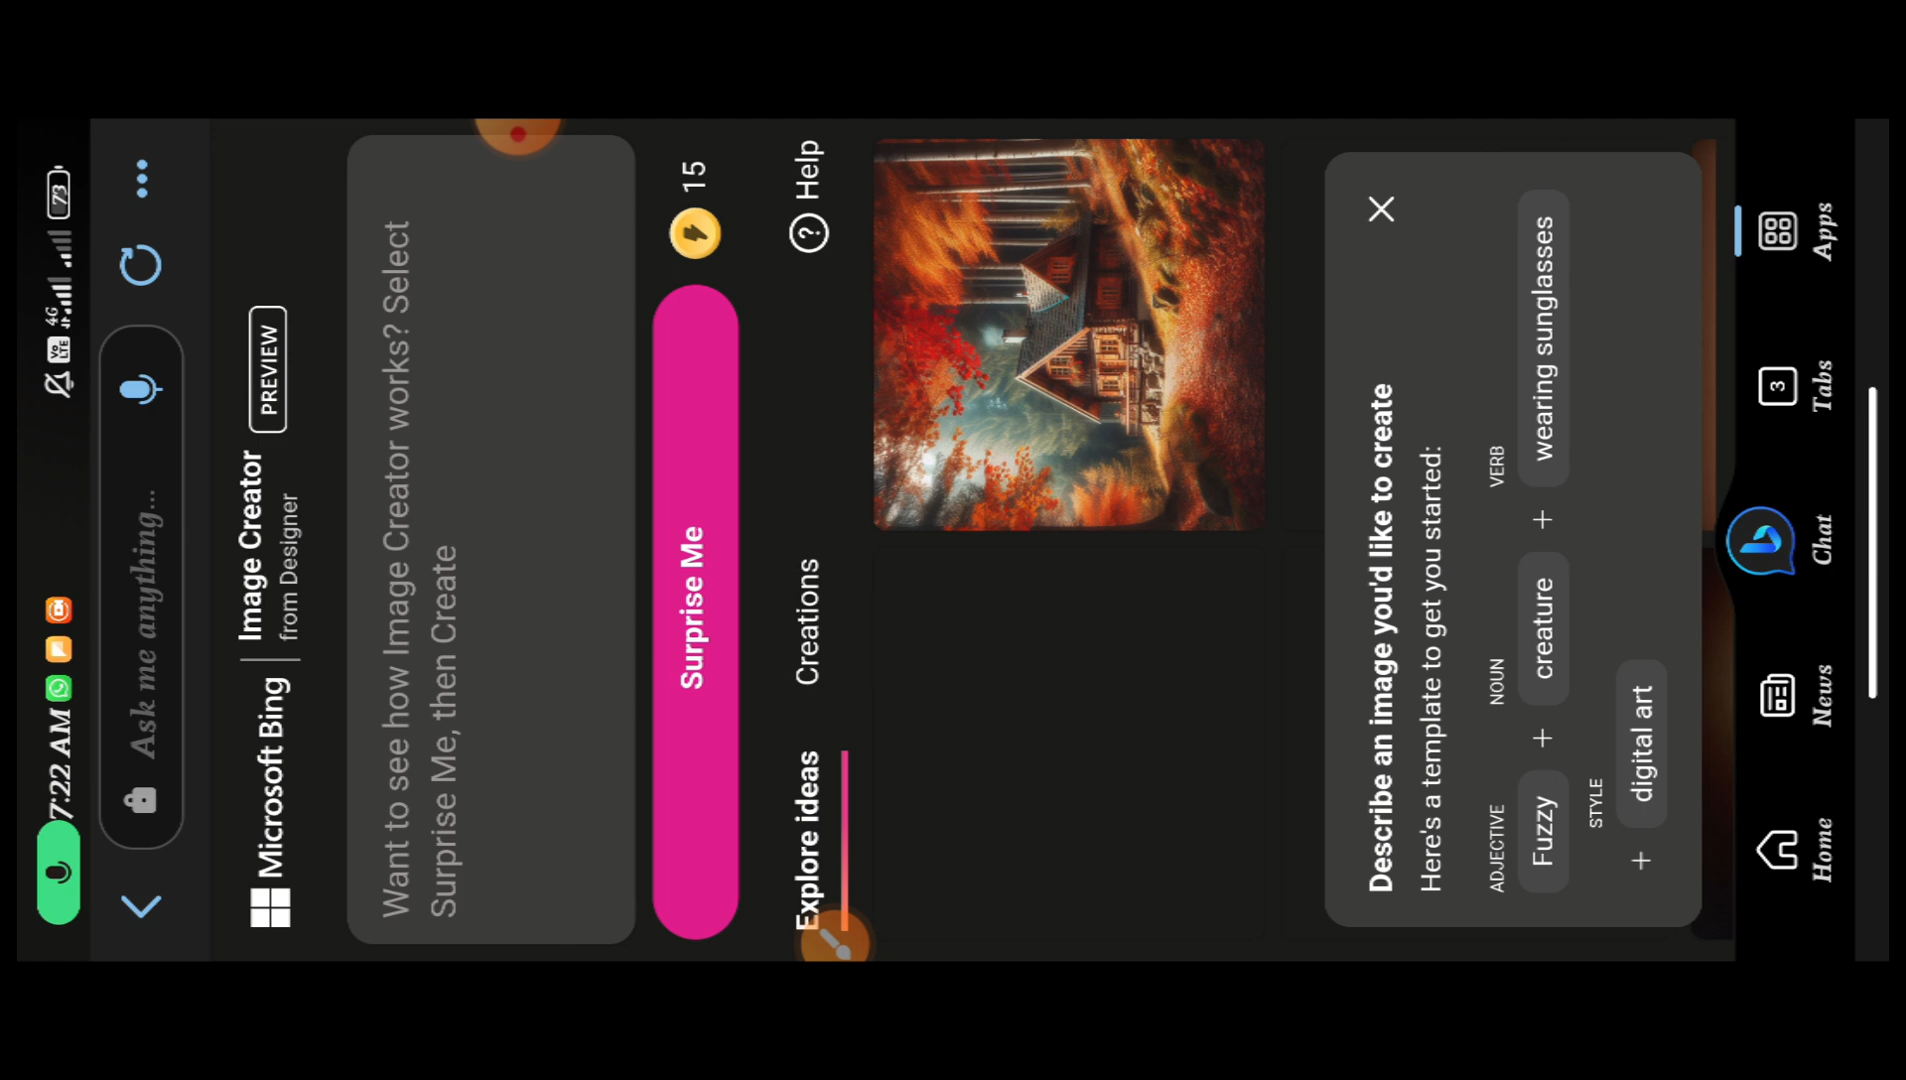 7:22 AM
VO LTE 4G 73
Ask me anything...
Microsoft Bing
Image Creator
from Designer
PREVIEW
Want to see how Image Creator works? Select
Surprise Me, then Create
Surprise Me
15
Explore ideas
Creations
? Help
Describe an image you'd like to create
Here's a template to get you started:
ADJECTIVE NOUN VERB
Fuzzy + creature + wearing sunglasses
STYLE
+ digital art
Home
News
Chat
3
Tabs
Apps